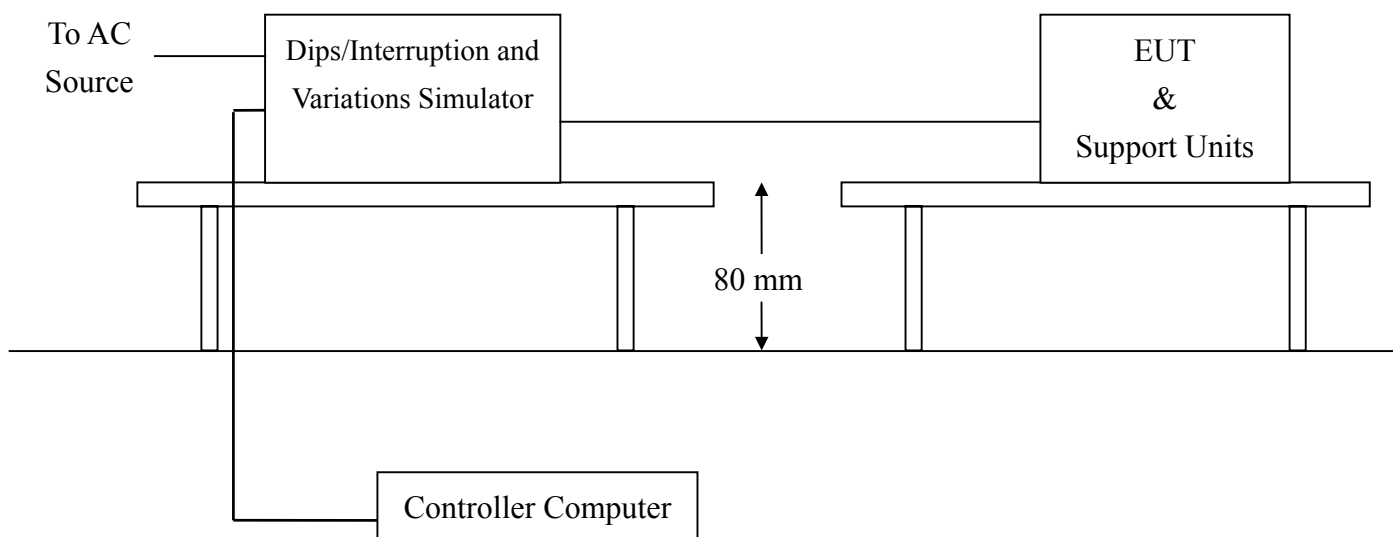 To AC
Source
Dips/Interruption and
Variations Simulator
EUT
&
Support Units
80 mm
Controller Computer